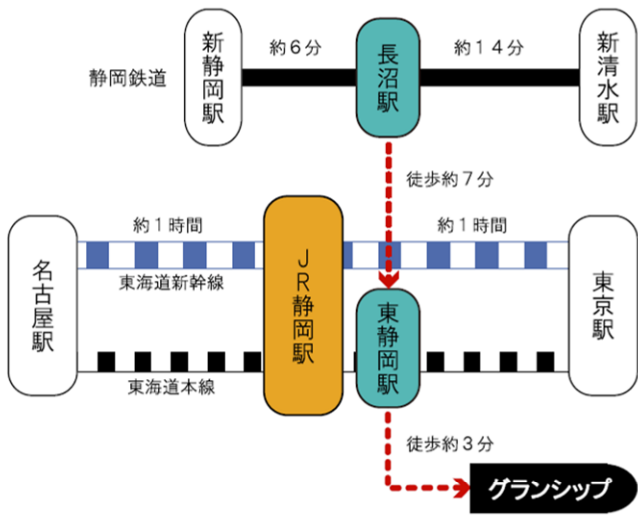 静岡鉄道
新静岡駅
約6分
長沼駅
約14分
新清水駅
徒歩約7分
名古屋駅
約1時間
東海道新幹線
東海道本線
JR静岡駅
約1時間
東静岡駅
東京駅
徒歩約3分
グランシップ